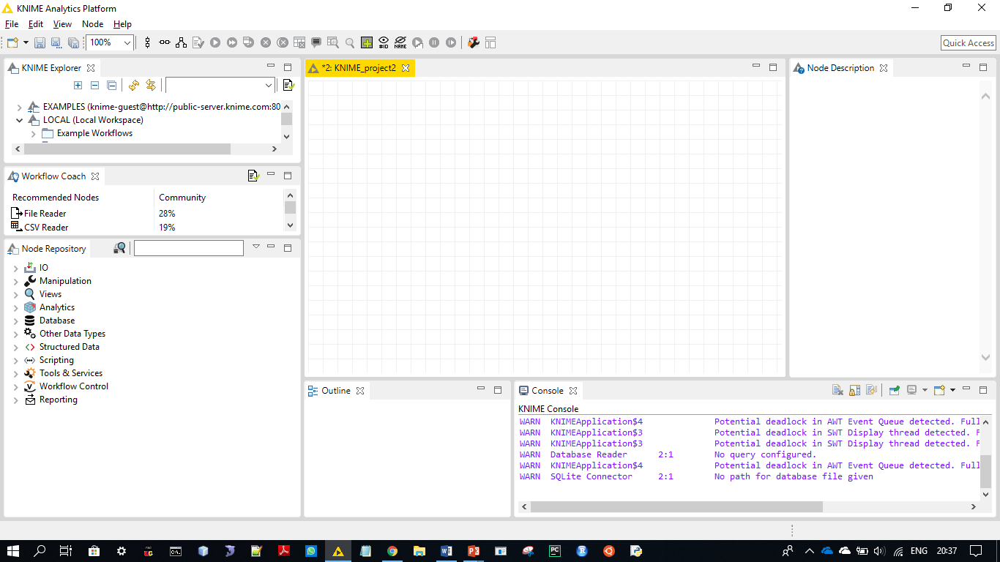 KNIME Analytics Platform
File Edit View Node Help
100% #ID NAME Quick Access
KNIME Explorer
EXAMPLES (knime-guest@http://public-server.knime.com:80
LOCAL (Local Workspace)
Example Workflows
Workflow Coach
Recommended Nodes Community
File Reader 28%
CSV Reader 19%
Node Repository
IO
Manipulation
Views
Analytics
Database
Other Data Types
Structured Data
Scripting
Tools & Services
Workflow Control
Reporting
*2: KNIME_project2
Node Description
Outline
Console
KNIME Console
WARN KNIMEApplication$4 Potential deadlock in AWT Event Queue detected. Full
WARN KNIMEApplication$3 Potential deadlock in SWT Display thread detected. F
WARN KNIMEApplication$3 Potential deadlock in SWT Display thread detected. F
WARN Database Reader 2:1 No query configured.
WARN KNIMEApplication$4 Potential deadlock in AWT Event Queue detected. Full
WARN SQLite Connector 2:1 No path for database file given
ENG 20:37